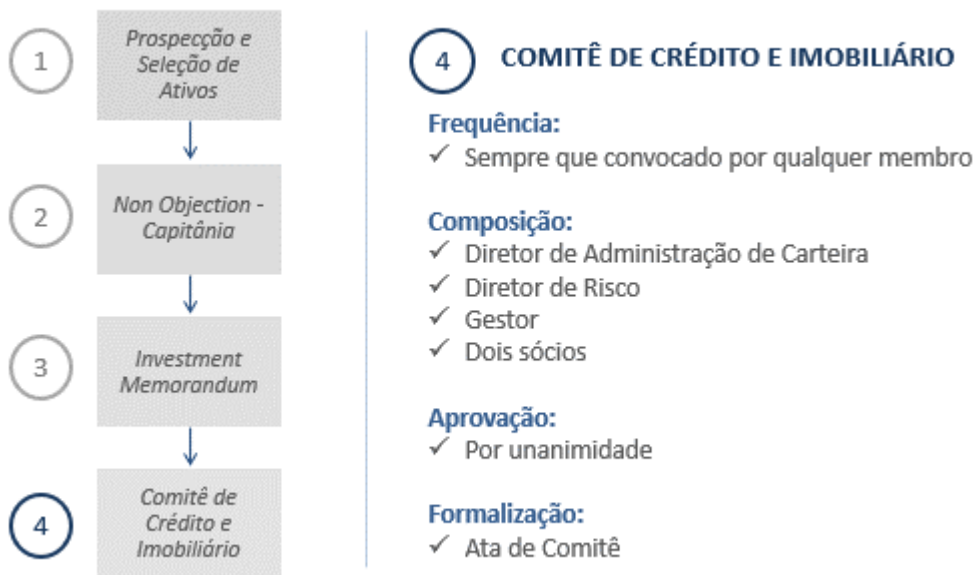 1
Prospecção e
Seleção de
Ativos
2
Non Objection -
Capitânia
3
Investment
Memorandum
4
Comitê de
Crédito e
Imobiliário
4 COMITÊ DE CRÉDITO E IMOBILIÁRIO
Frequência:
✓ Sempre que convocado por qualquer membro
Composição:
✓ Diretor de Administração de Carteira
✓ Diretor de Risco
✓ Gestor
✓ Dois sócios
Aprovação:
✓ Por unanimidade
Formalização:
✓ Ata de Comitê